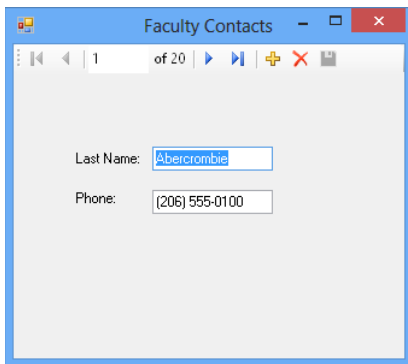 Faculty Contacts
1 of 20
Last Name: Abercrombie
Phone: (206) 555-0100